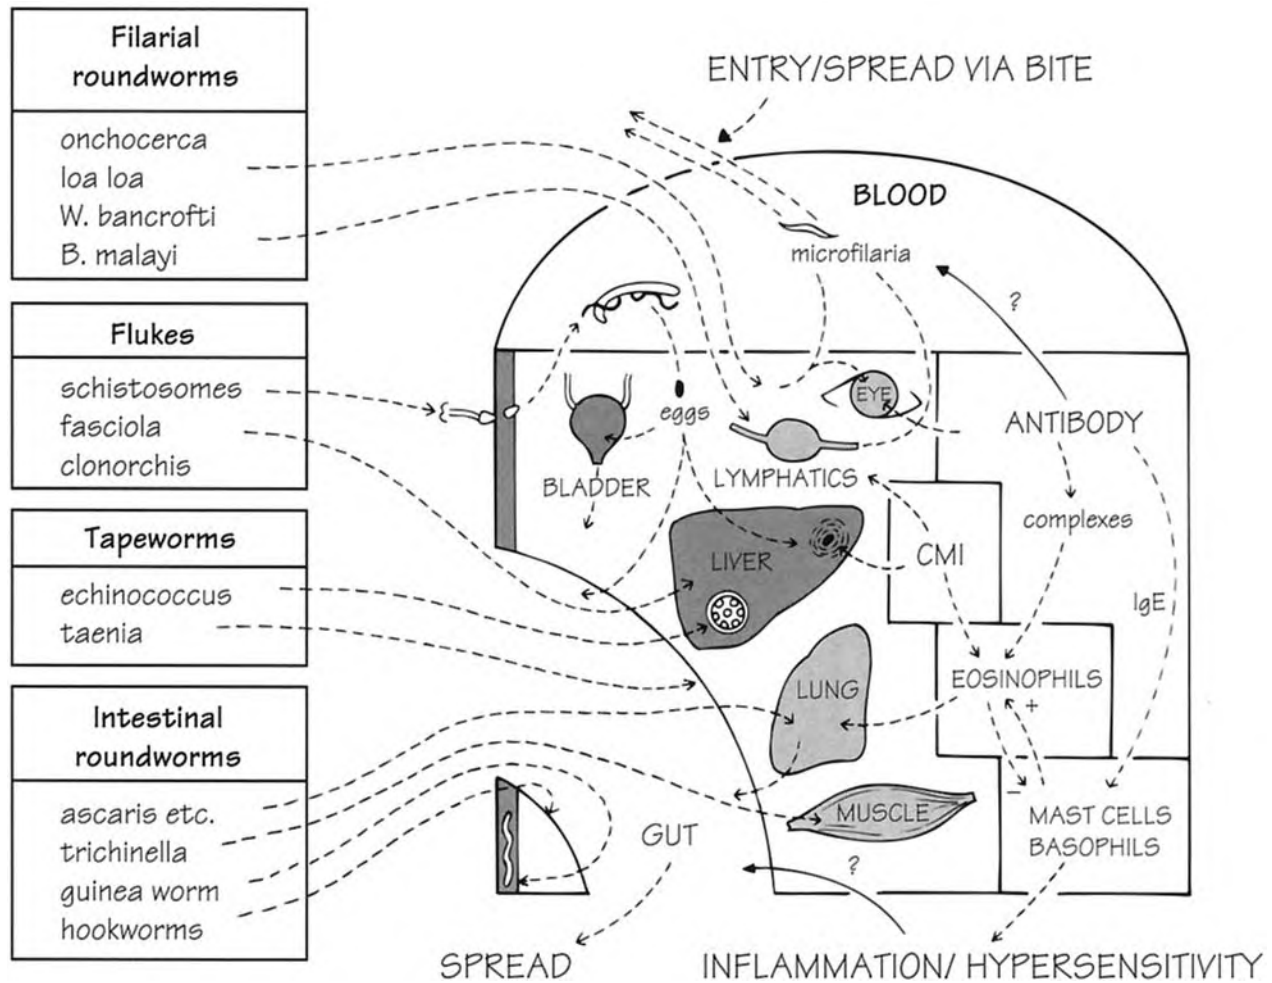 Filarial
roundworms
onchocerca
loa loa
W. bancrofti
B. malayi
Flukes
schistosomes
fasciola
clonorchis
Tapeworms
echinococcus
taenia
Intestinal
roundworms
ascaris etc.
trichinella
guinea worm
hookworms
ENTRY/SPREAD VIA BITE
BLOOD
microfilaria
?
EYE
eggs
ANTIBODY
BLADDER
LYMPHATICS
complexes
LIVER
CMI
IgE
LUNG
EOSINOPHILS
+
–
MUSCLE
MAST CELLS
BASOPHILS
GUT
?
SPREAD
INFLAMMATION/ HYPERSENSITIVITY